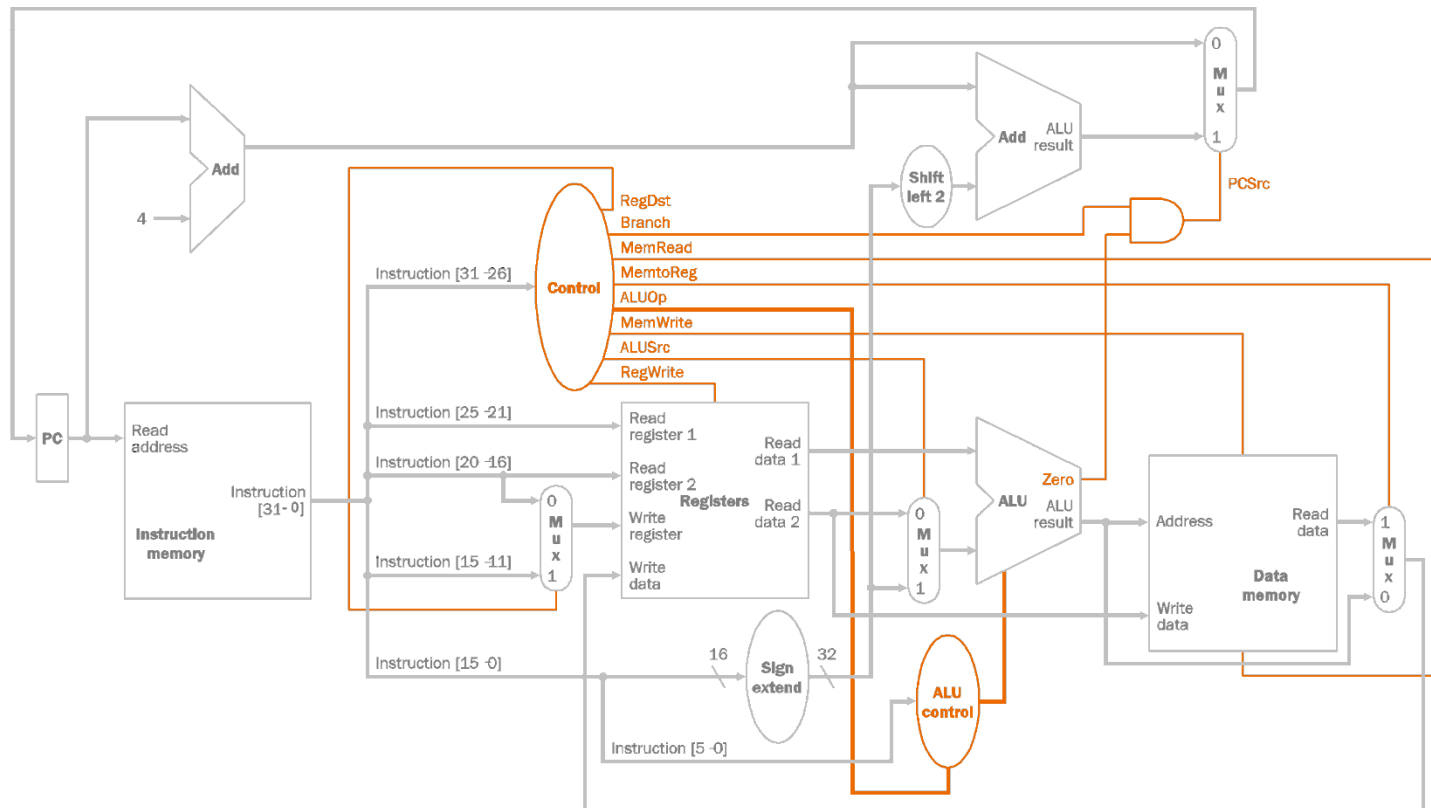 0
M
u
x
1
Add
ALU
result
Add
4
Shift
left 2
PCSrc
RegDst
Branch
MemRead
MemtoReg
ALUOp
MemWrite
ALUSrc
RegWrite
Control
Instruction [31-26]
Instruction [25-21]
Instruction [20-16]
Instruction [15-11]
Instruction [15-0]
Instruction [5-0]
PC
Read
address
Instruction
[31-0]
Instruction
memory
0
M
u
x
1
Read
register 1
Read
register 2
Write
register
Write
data
Registers
Read
data 1
Read
data 2
0
M
u
x
1
Zero
ALU
ALU
result
Address
Write
data
Read
data
Data
memory
1
M
u
x
0
16
Sign
extend
32
ALU
control